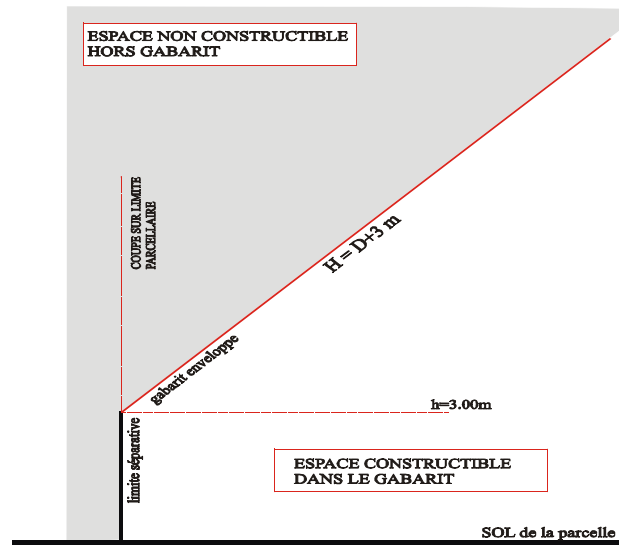 ESPACE NON CONSTRUCTIBLE
HORS GABARIT
COUPE SUR LIMITE
PARCELLAIRE
H = D+3 m
gabarit enveloppe
h=3.00m
limite séparative
ESPACE CONSTRUCTIBLE
DANS LE GABARIT
SOL de la parcelle